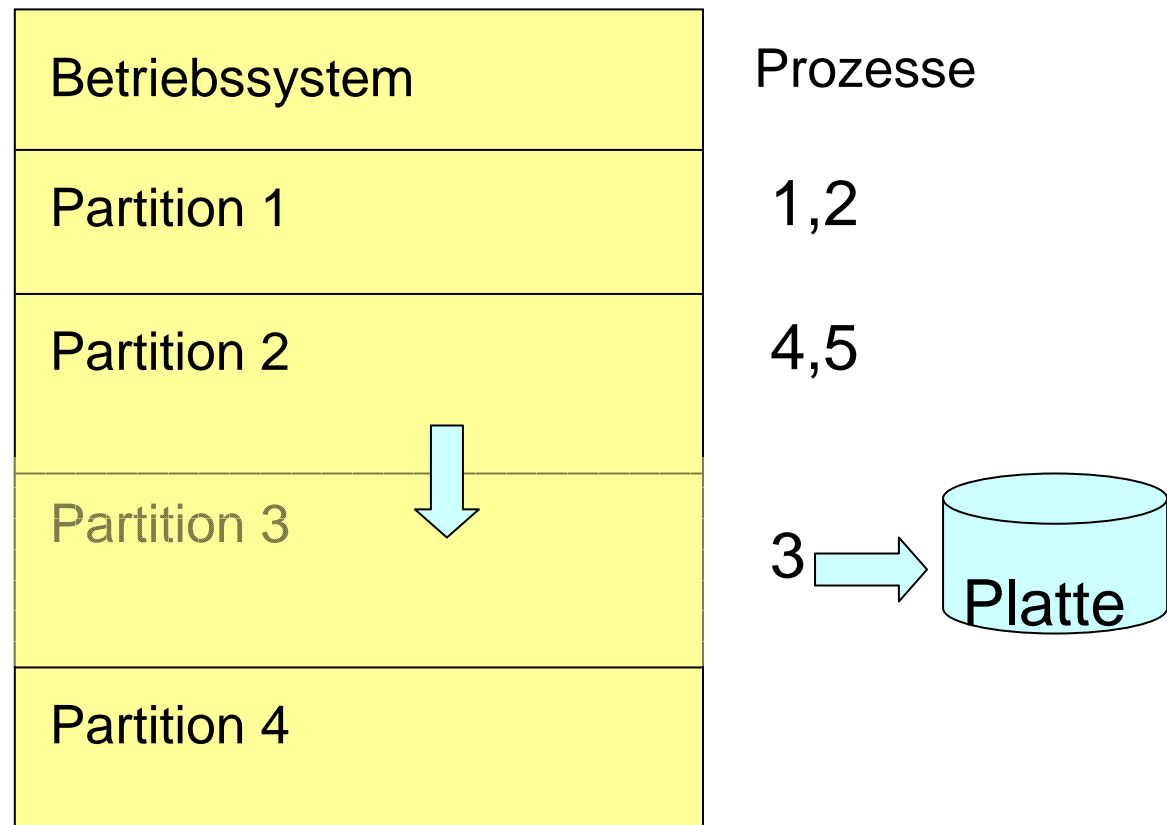 Betriebssystem
Prozesse
Partition 1
1,2
Partition 2
4,5
Partition 3
3
Platte
Partition 4